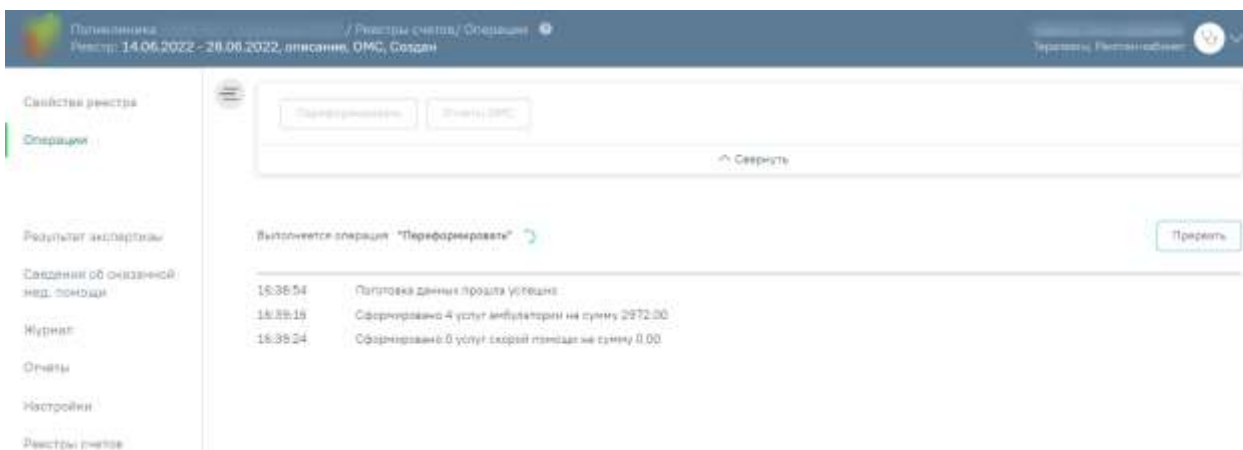 Поликлиника / Реестры счетов/ Операции
Реестр: 14.06.2022 - 28.06.2022, описание, ОМС, Создан
Терапевты, Рентген-кабинет
Свойства реестра
Операции
Переформировать
Отчеты ОМС
Свернуть
Результат экспертизы
Выполняется операция "Переформировать"
Прервать
Сведения об оказанной
мед. помощи
16:38:54 Подготовка данных прошла успешно
16:39:16 Сформировано 4 услуг амбулатории на сумму 2972.00
16:39:24 Сформировано 0 услуг скорой помощи на сумму 0.00
Журнал
Отчеты
Настройки
Реестры счетов